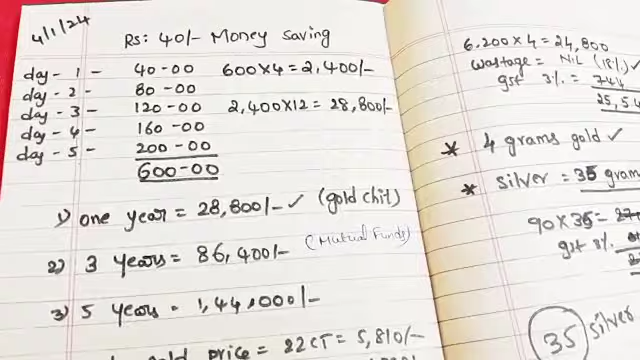 4/1/24
Rs: 40/- Money Saving
day - 1 - 40-00
day - 2 - 80-00
day - 3 - 120-00
day - 4 - 160-00
day - 5 - 200-00
600-00
600×4=2,400/-
2,400×12=28,800/-
1) one year = 28,800/- ✓ (gold chit)
(Mutual Funds)
2) 3 years = 86,400/-
3) 5 years = 1,44,000/-
gold price = 22CT = 5,810/-
6.200×4=24,800
wastage = NIL (18%) ✓
gst 3% = 744
25,54
* 4 grams gold ✓
* silver = 35 gram
90×35=
gst 3%
35 silver